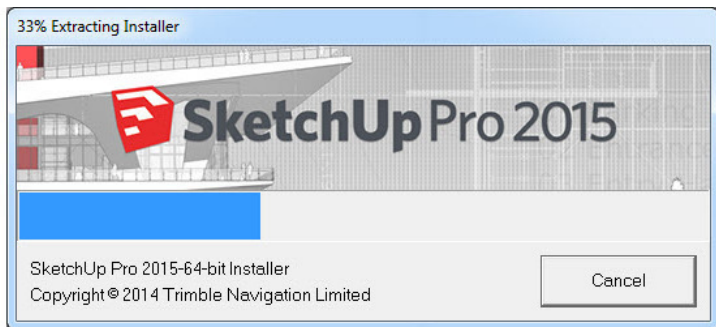 33% Extracting Installer
SketchUp Pro 2015
SketchUp Pro 2015-64-bit Installer
Copyright © 2014 Trimble Navigation Limited
Cancel